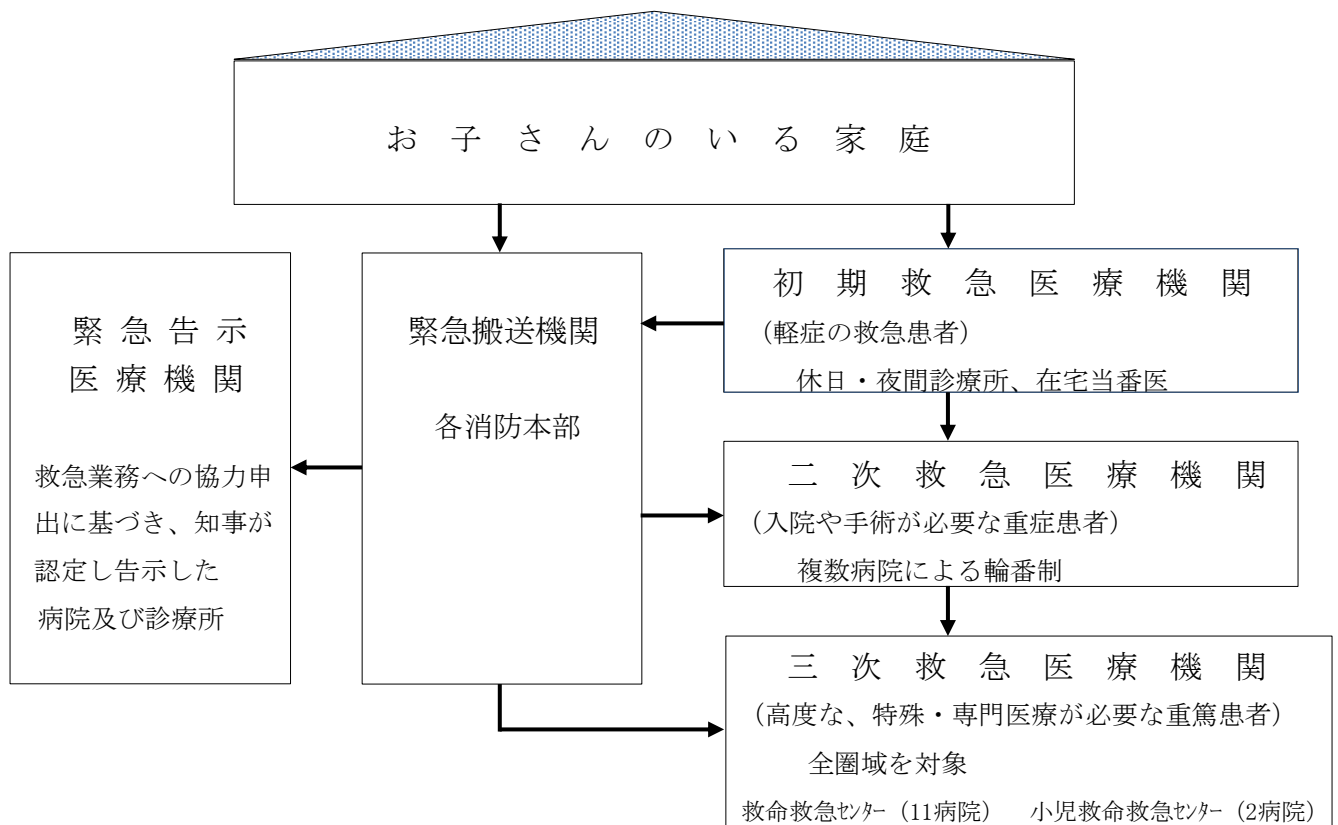 お子さんのいる家庭
緊急告示
医療機関
救急業務への協力申
出に基づき、知事が
認定し告示した
病院及び診療所
緊急搬送機関
各消防本部
初期救急医療機関
(軽症の救急患者)
休日・夜間診療所、在宅当番医
二次救急医療機関
(入院や手術が必要な重症患者)
複数病院による輪番制
三次救急医療機関
(高度な、特殊・専門医療が必要な重篤患者)
全圏域を対象
救命救急ｾﾝﾀｰ (11病院) 小児救命救急ｾﾝﾀｰ (2病院)